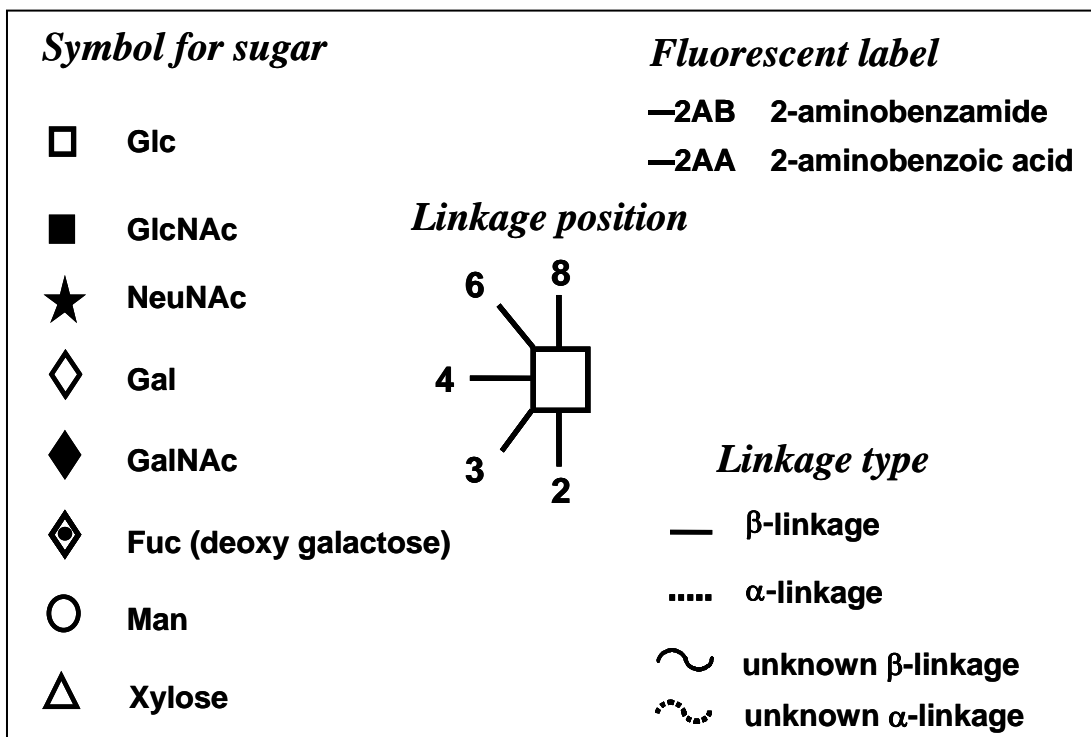 Symbol for sugar
Glc
GlcNAc
NeuNAc
Gal
GalNAc
Fuc (deoxy galactose)
Man
Xylose
Fluorescent label
—2AB 2-aminobenzamide
—2AA 2-aminobenzoic acid
Linkage position
8
6
4
3
2
Linkage type
β-linkage
α-linkage
unknown β-linkage
unknown α-linkage